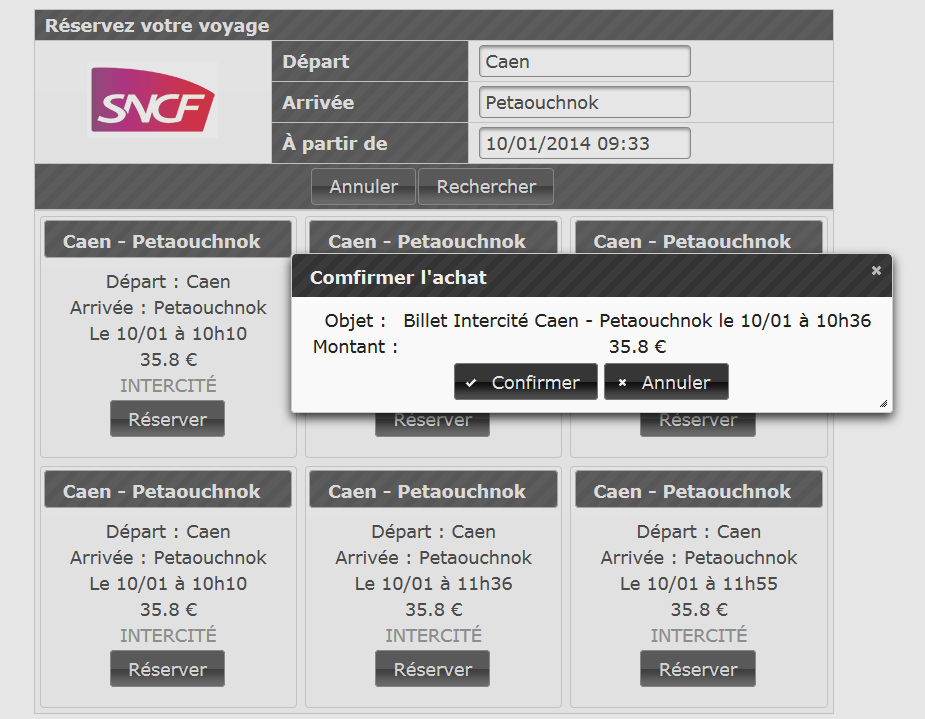 Réservez votre voyage
SNCF
Départ
Caen
Arrivée
Petaouchnok
À partir de
10/01/2014 09:33
Annuler
Rechercher
Caen - Petaouchnok
Départ : Caen
Arrivée : Petaouchnok
Le 10/01 à 10h10
35.8 €
INTERCITÉ
Réserver
Caen - Petaouchnok
Réserver
Caen - Petaouchnok
Réserver
Comfirmer l'achat
Objet : Billet Intercité Caen - Petaouchnok le 10/01 à 10h36
Montant : 35.8 €
Confirmer
Annuler
Caen - Petaouchnok
Départ : Caen
Arrivée : Petaouchnok
Le 10/01 à 10h10
35.8 €
INTERCITÉ
Réserver
Caen - Petaouchnok
Départ : Caen
Arrivée : Petaouchnok
Le 10/01 à 11h36
35.8 €
INTERCITÉ
Réserver
Caen - Petaouchnok
Départ : Caen
Arrivée : Petaouchnok
Le 10/01 à 11h55
35.8 €
INTERCITÉ
Réserver